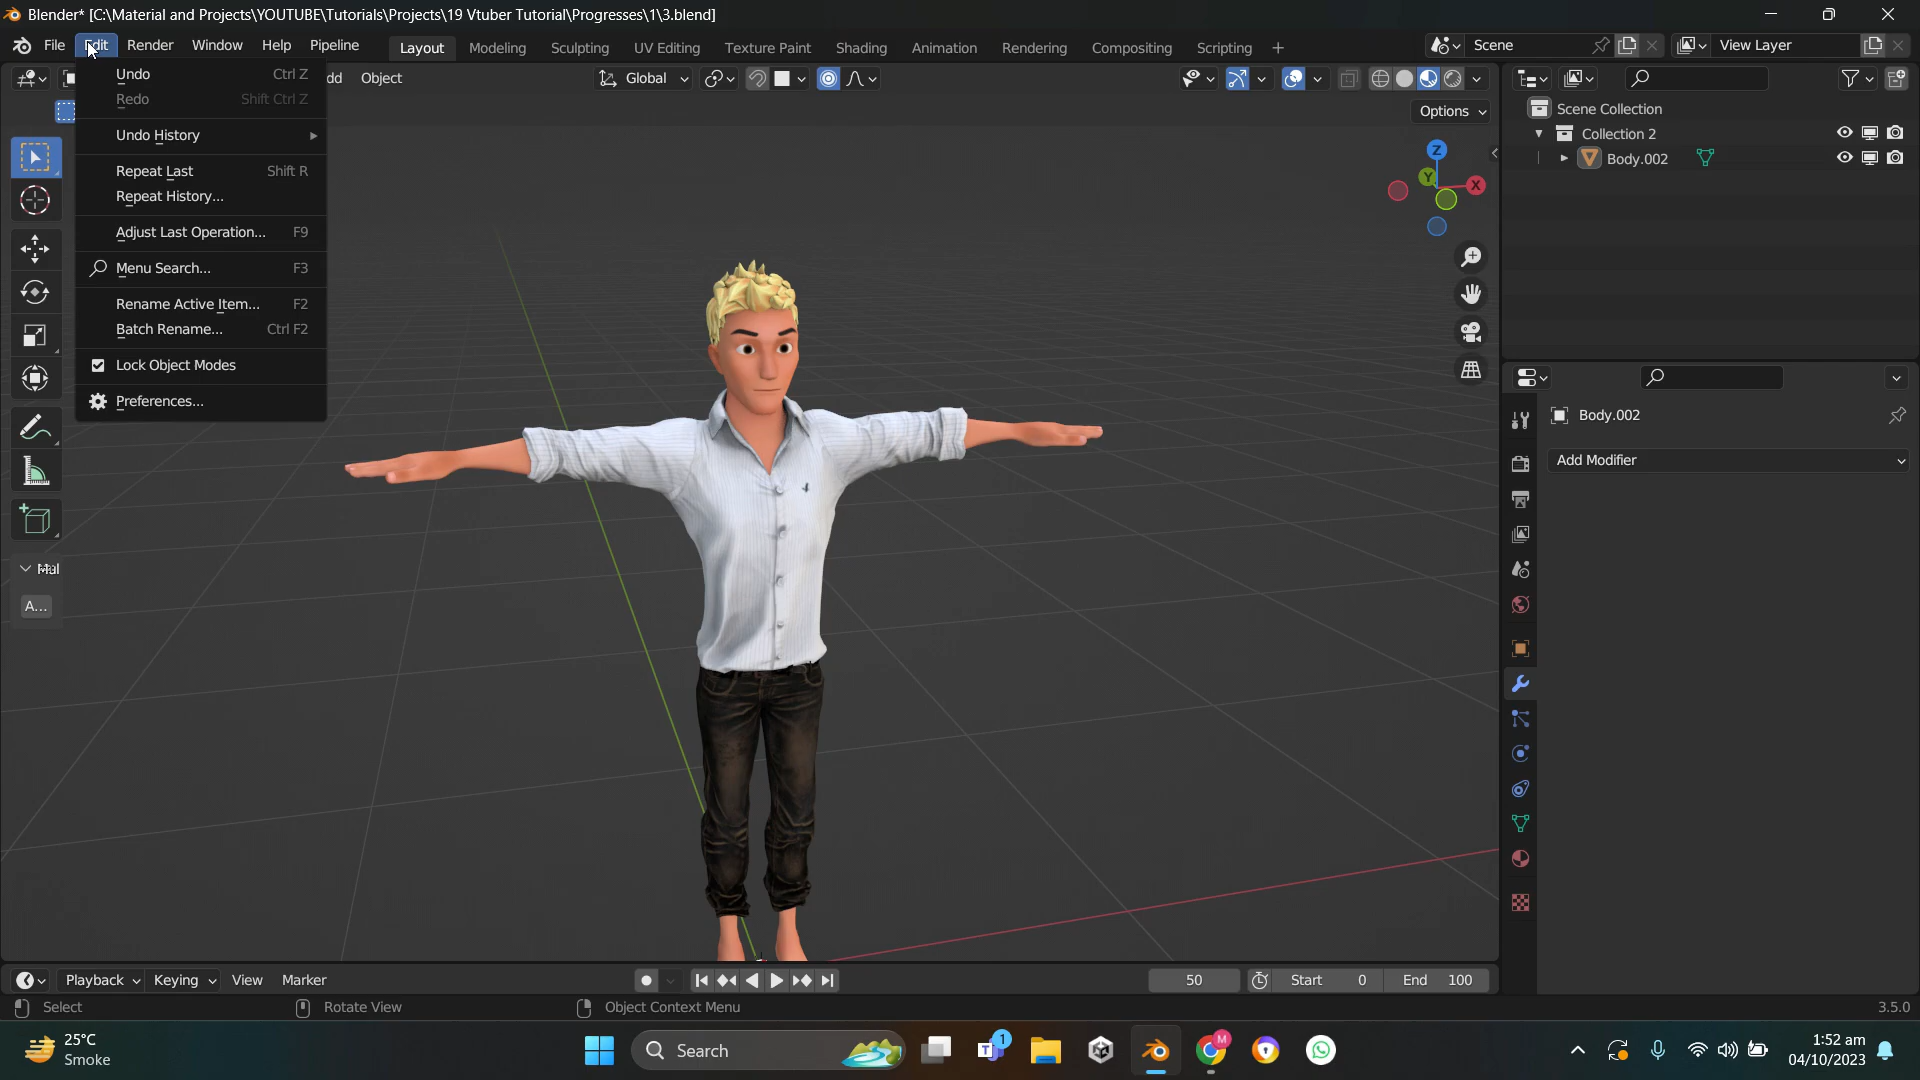 Blender* [C:\Material and Projects\YOUTUBE\Tutorials\Projects\19 Vtuber Tutorial\Progresses\1\3.blend]
File Edit Render Window Help Pipeline Layout Modeling Sculpting UV Editing Texture Paint Shading Animation Rendering Compositing Scripting Scene View Layer
Object Global
Options
Undo Ctrl Z
Redo Shift Ctrl Z
Undo History
Repeat Last Shift R
Repeat History...
Adjust Last Operation... F9
Menu Search... F3
Rename Active Item... F2
Batch Rename... Ctrl F2
Lock Object Modes
Preferences...
A...
Z
Y
X
Scene Collection
Collection 2
Body.002
Body.002
Add Modifier
Playback Keying View Marker 50 Start 0 End 100
Select Rotate View Object Context Menu 3.5.0
25°C
Smoke
Search
1
M
1:52 am
04/10/2023